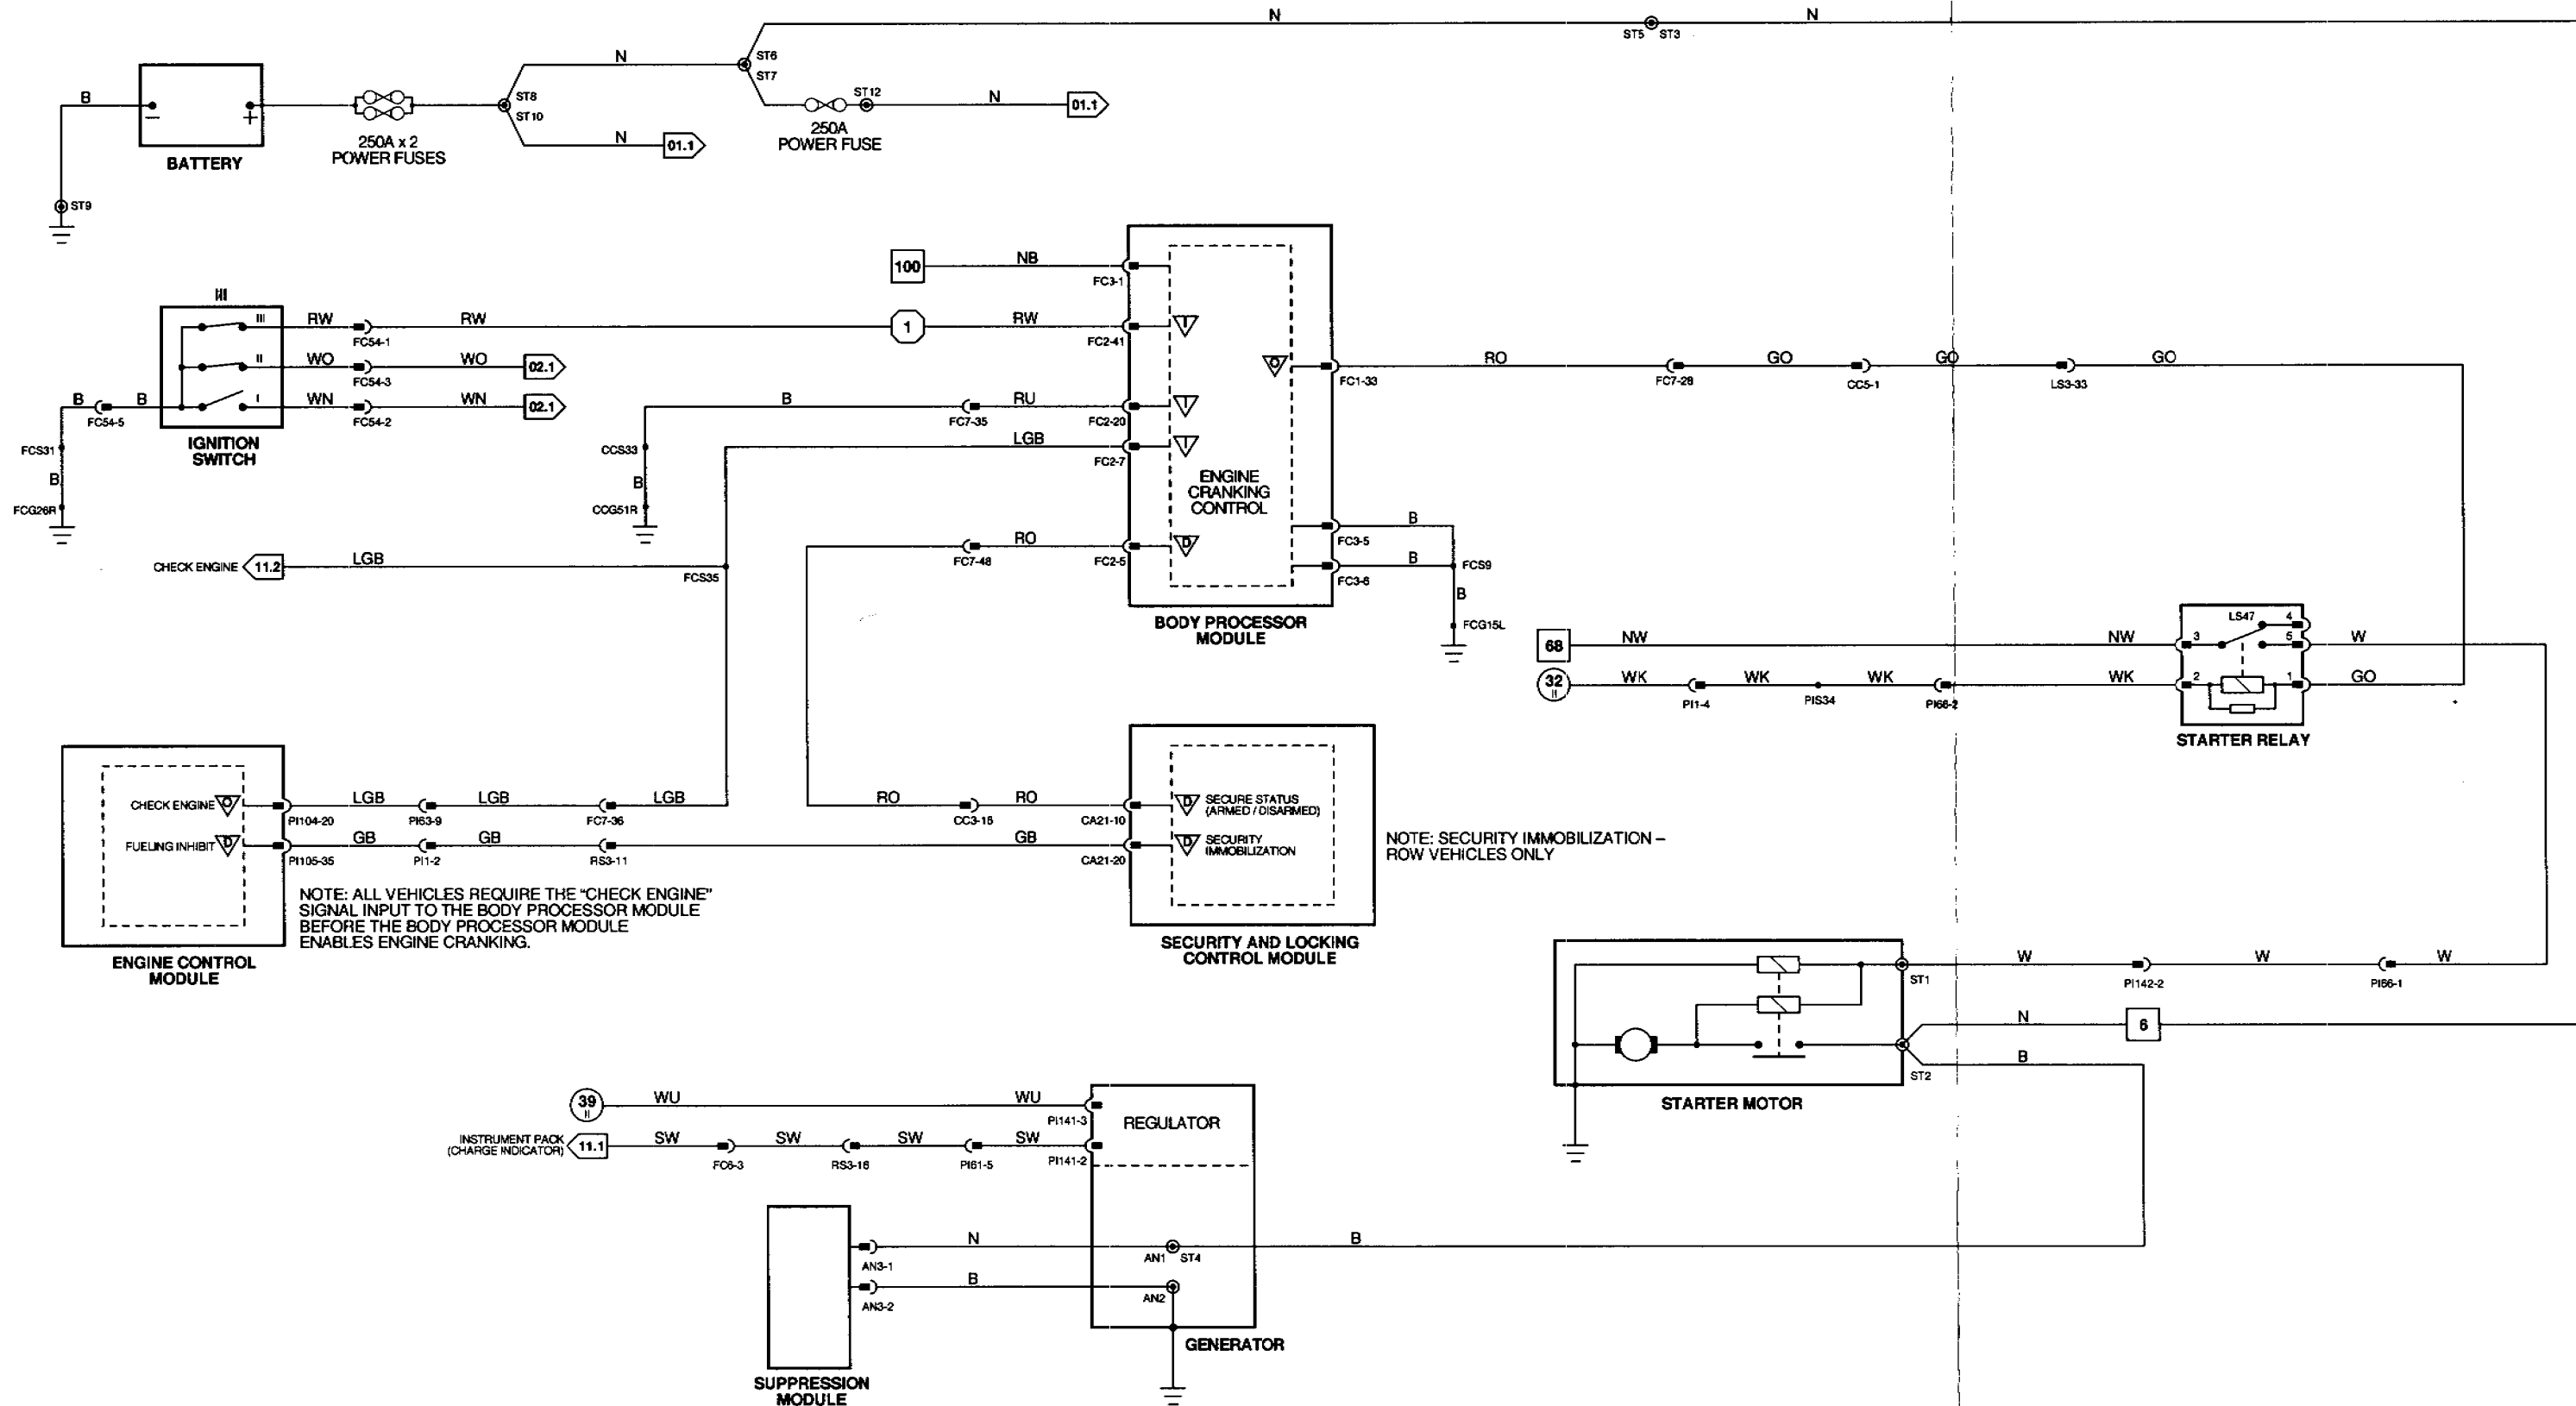 N
N
ST5 ST3
N
ST6
ST7
B
ST8
ST10
ST12
N
01.1
−
+
250A x 2
POWER FUSES
N
01.1
250A
POWER FUSE
BATTERY
ST9
100
NB
FC3-1
III
RW
III
FC54-1
RW
1
RW
FC2-41
WO
II
FC54-3
WO
02.1
O
FC1-33
RO
FC7-28
GO
CC5-1
GO
LS3-33
GO
B
FC54-5
B
I
WN
FC54-2
WN
02.1
B
FC7-35
RU
FC2-20
I
I
I
IGNITION
SWITCH
FCS31
B
FCG26R
CCS33
B
CCG51R
LGB
FC2-7
ENGINE
CRANKING
CONTROL
CHECK ENGINE
11.2
LGB
FCS35
FC7-48
RO
FC2-5
D
B
FC3-5
B
FC3-6
FCS9
B
FCG15L
BODY PROCESSOR
MODULE
68
NW
NW
3
LS47
4
5
W
32
II
WK
PI1-4
WK
PIS34
WK
PI66-2
WK
2
1
GO
STARTER RELAY
CHECK ENGINE
O
PI104-20
LGB
PI63-9
LGB
FC7-36
LGB
RO
CC3-16
RO
CA21-10
D
SECURE STATUS
(ARMED / DISARMED)
FUELING INHIBIT
D
PI105-35
GB
PI1-2
GB
RS3-11
GB
CA21-20
D
SECURITY
IMMOBILIZATION
NOTE: SECURITY IMMOBILIZATION –
ROW VEHICLES ONLY
NOTE: ALL VEHICLES REQUIRE THE "CHECK ENGINE"
SIGNAL INPUT TO THE BODY PROCESSOR MODULE
BEFORE THE BODY PROCESSOR MODULE
ENABLES ENGINE CRANKING.
ENGINE CONTROL
MODULE
SECURITY AND LOCKING
CONTROL MODULE
ST1
W
PI142-2
W
PI66-1
W
N
6
B
ST2
STARTER MOTOR
39
II
WU
WU
PI141-3
REGULATOR
INSTRUMENT PACK
(CHARGE INDICATOR)
11.1
SW
FC6-3
SW
RS3-16
SW
PI61-5
SW
PI141-2
AN3-1
N
AN1 ST4
B
AN3-2
B
AN2
GENERATOR
SUPPRESSION
MODULE